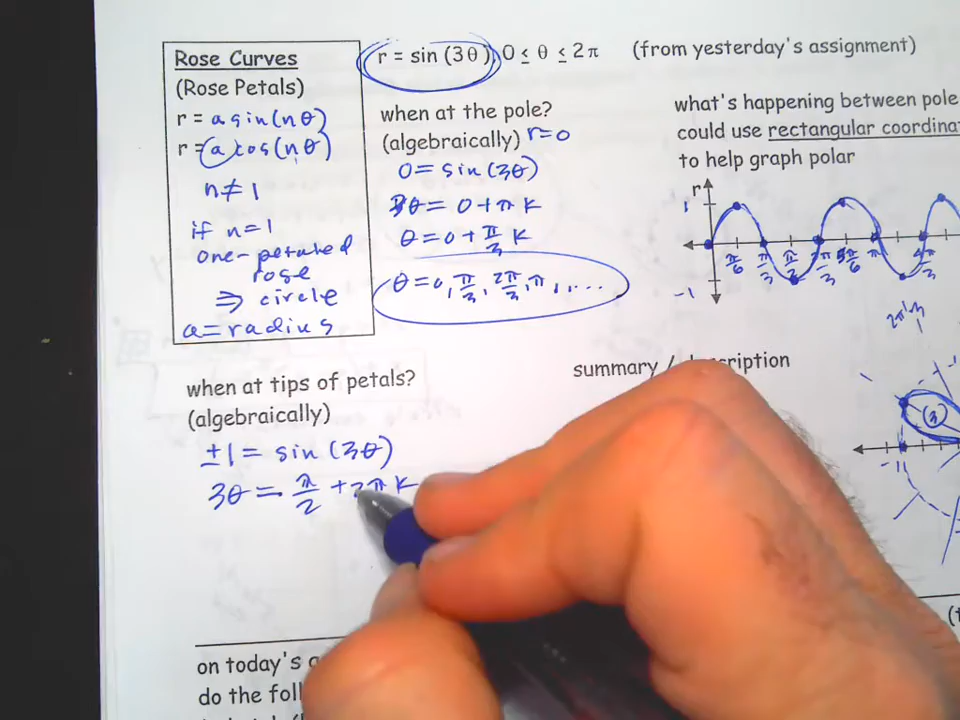 Rose Curves
(Rose Petals)
r = a sin(nθ)
r = a cos(nθ)
n ≠ 1
if n = 1
one-petaled
rose
⇒ circle
a = radius
r = sin (3θ), 0 ≤ θ ≤ 2π (from yesterday's assignment)
when at the pole?
(algebraically) r=0
0 = sin(3θ)
3θ = 0 + πK
θ = 0 + π/3 K
θ = 0, π/3, 2π/3, π, ....
what's happening between pole
could use rectangular
to help graph polar
r
1
-1
π/6 π/3 π/2 2π/3 5π/6 π 4π/3
when at tips of petals?
(algebraically)
±1 = sin (3θ)
3θ = π/2 + 2π K
summary /
3
-1
on today's
do the